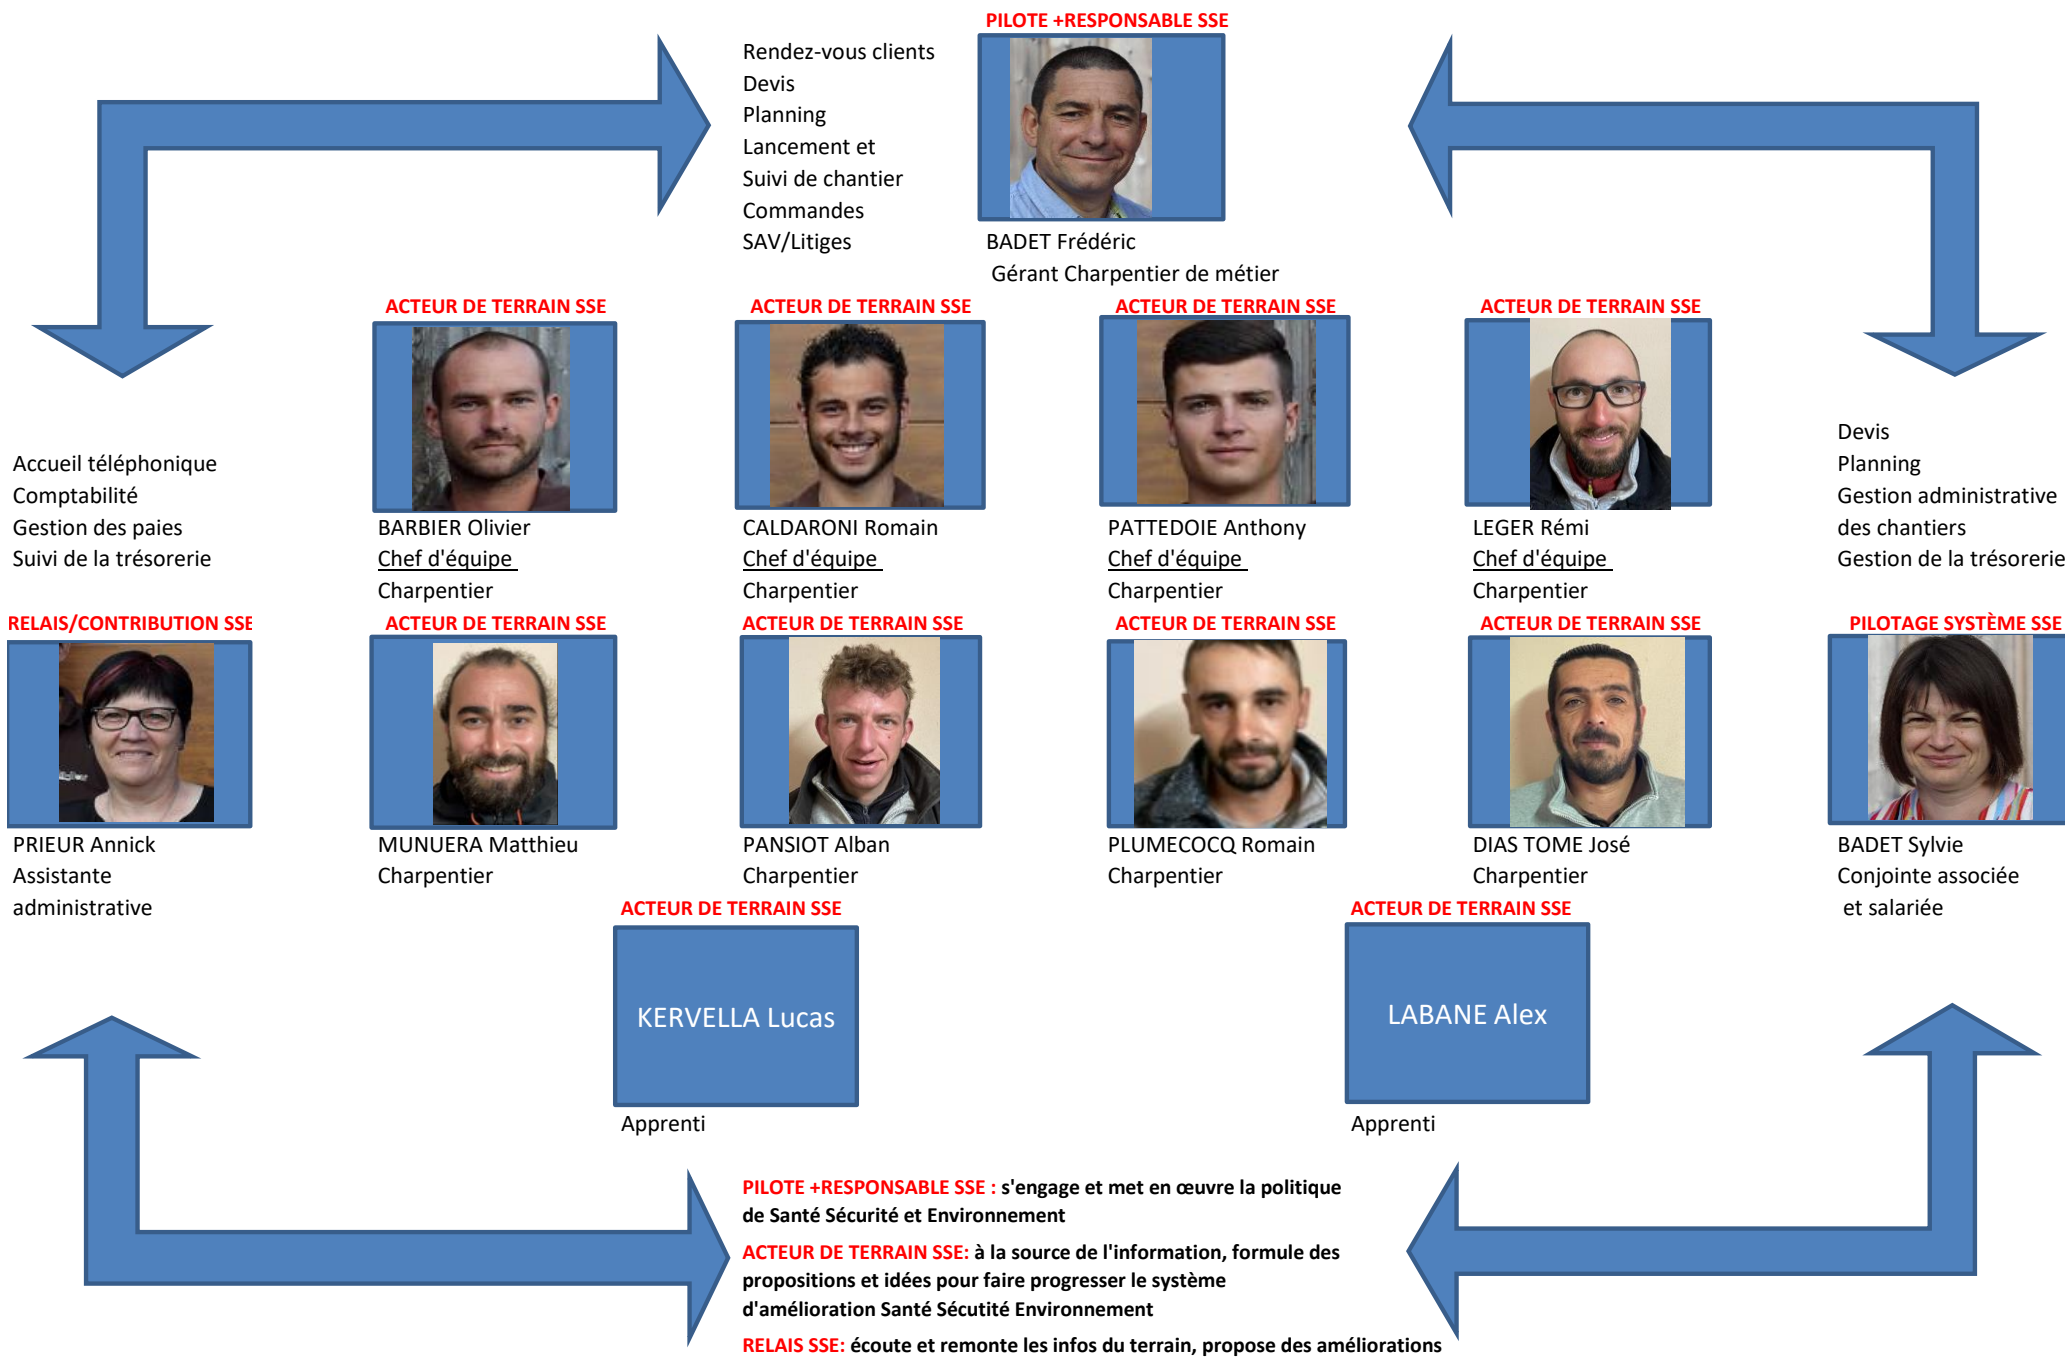 PILOTE +RESPONSABLE SSE
Rendez-vous clients
Devis
Planning
Lancement et
Suivi de chantier
Commandes
SAV/Litiges
BADET Frédéric
Gérant Charpentier de métier
ACTEUR DE TERRAIN SSE
ACTEUR DE TERRAIN SSE
ACTEUR DE TERRAIN SSE
ACTEUR DE TERRAIN SSE
Accueil téléphonique
Comptabilité
Gestion des paies
Suivi de la trésorerie
BARBIER Olivier
Chef d'équipe
Charpentier
CALDARONI Romain
Chef d'équipe
Charpentier
PATTEDOIE Anthony
Chef d'équipe
Charpentier
LEGER Rémi
Chef d'équipe
Charpentier
Devis
Planning
Gestion administrative
des chantiers
Gestion de la trésorerie
RELAIS/CONTRIBUTION SSE
ACTEUR DE TERRAIN SSE
ACTEUR DE TERRAIN SSE
ACTEUR DE TERRAIN SSE
ACTEUR DE TERRAIN SSE
PILOTAGE SYSTÈME SSE
PRIEUR Annick
Assistante
administrative
MUNUERA Matthieu
Charpentier
PANSIOT Alban
Charpentier
PLUMECOCQ Romain
Charpentier
DIAS TOME José
Charpentier
BADET Sylvie
Conjointe associée
et salariée
ACTEUR DE TERRAIN SSE
ACTEUR DE TERRAIN SSE
KERVELLA Lucas
LABANE Alex
Apprenti
Apprenti
PILOTE +RESPONSABLE SSE : s'engage et met en œuvre la politique
de Santé Sécurité et Environnement
ACTEUR DE TERRAIN SSE: à la source de l'information, formule des
propositions et idées pour faire progresser le système
d'amélioration Santé Sécutité Environnement
RELAIS SSE: écoute et remonte les infos du terrain, propose des améliorations